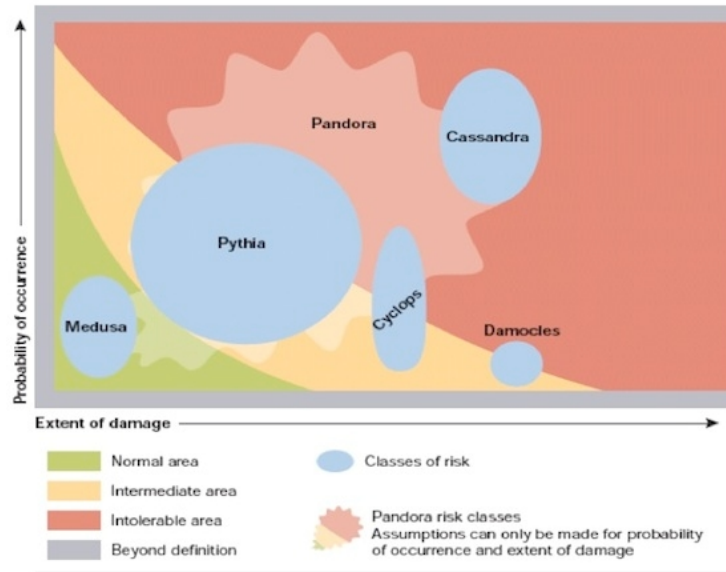 Pandora
Cassandra
Pythia
Cyclops
Medusa
Damocles
Probability of occurrence
Extent of damage
Normal area
Intermediate area
Intolerable area
Beyond definition
Classes of risk
Pandora risk classes
Assumptions can only be made for probability
of occurrence and extent of damage